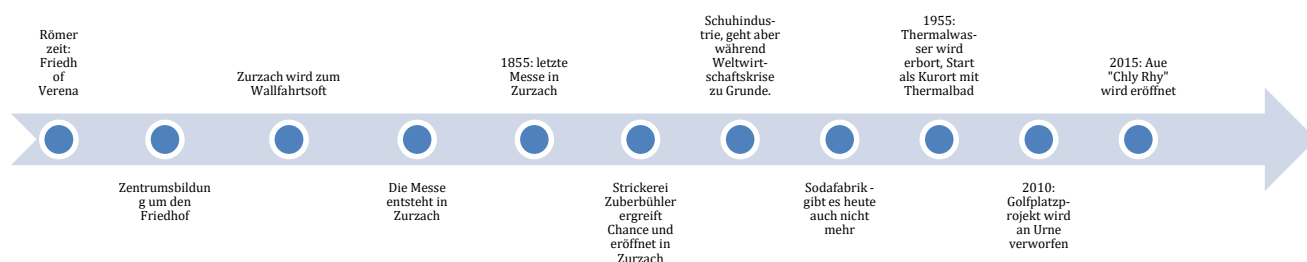 Römer
zeit:
Friedh
of
Verena
Zentrumsbildun
g um den
Friedhof
Zurzach wird zum
Wallfahrtsoft
Die Messe
entsteht in
Zurzach
1855: letzte
Messe in
Zurzach
Strickerei
Zuberbühler
ergreift
Chance und
eröffnet in
Zurzach
Schuhindus-
trie, geht aber
während
Weltwirt-
schaftskrise
zu Grunde.
Sodafabrik -
gibt es heute
auch nicht
mehr
1955:
Thermalwas-
ser wird
erbort, Start
als Kurort mit
Thermalbad
2010:
Golfplatzp-
rojekt wird
an Urne
verworfen
2015: Aue
"Chly Rhy"
wird eröffnet